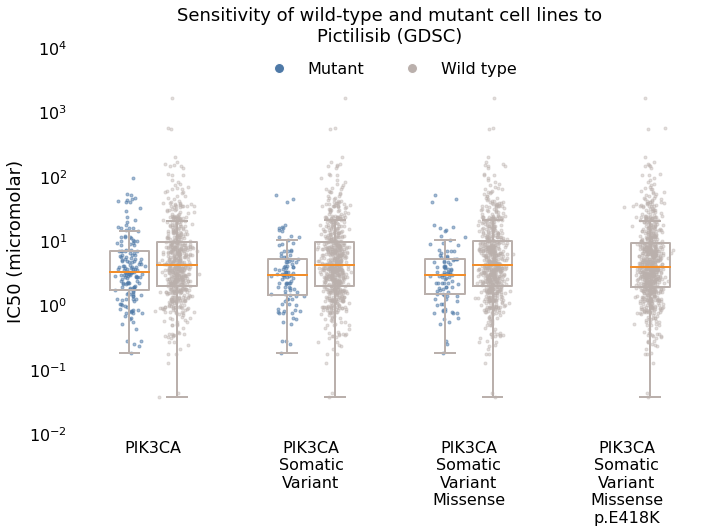 Sensitivity of wild-type and mutant cell lines to
Pictilisib (GDSC)
Mutant
Wild type
IC50 (micromolar)
10^4
10^3
10^2
10^1
10^0
10^−1
10^−2
PIK3CA
PIK3CA
Somatic
Variant
PIK3CA
Somatic
Variant
Missense
PIK3CA
Somatic
Variant
Missense
p.E418K